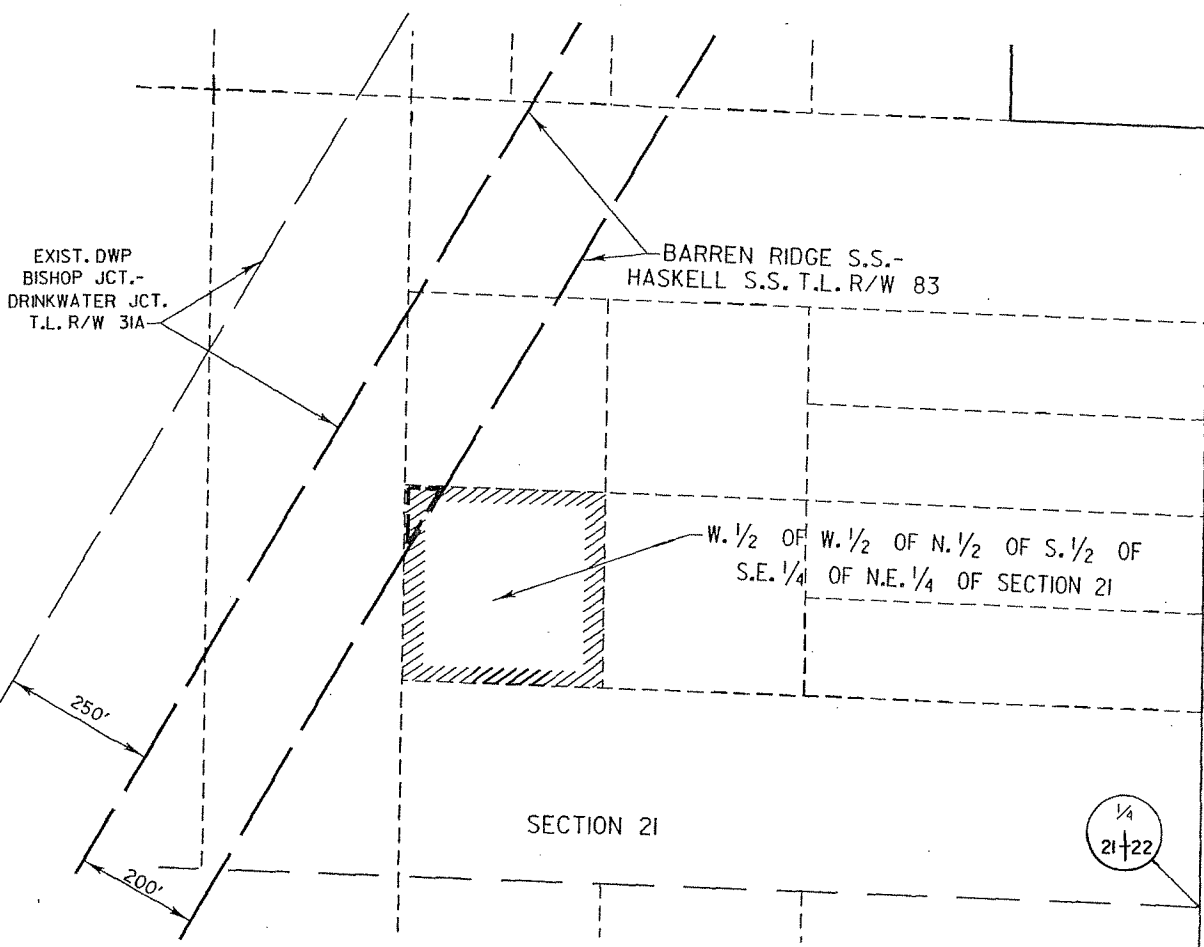 EXIST. DWP
BISHOP JCT.-
DRINKWATER JCT.
T.L. R/W 31A
BARREN RIDGE S.S.-
HASKELL S.S. T.L. R/W 83
W. 1/2 OF W. 1/2 OF N. 1/2 OF S. 1/2 OF
S.E. 1/4 OF N.E. 1/4 OF SECTION 21
250'
200'
SECTION 21
1/4
21 22